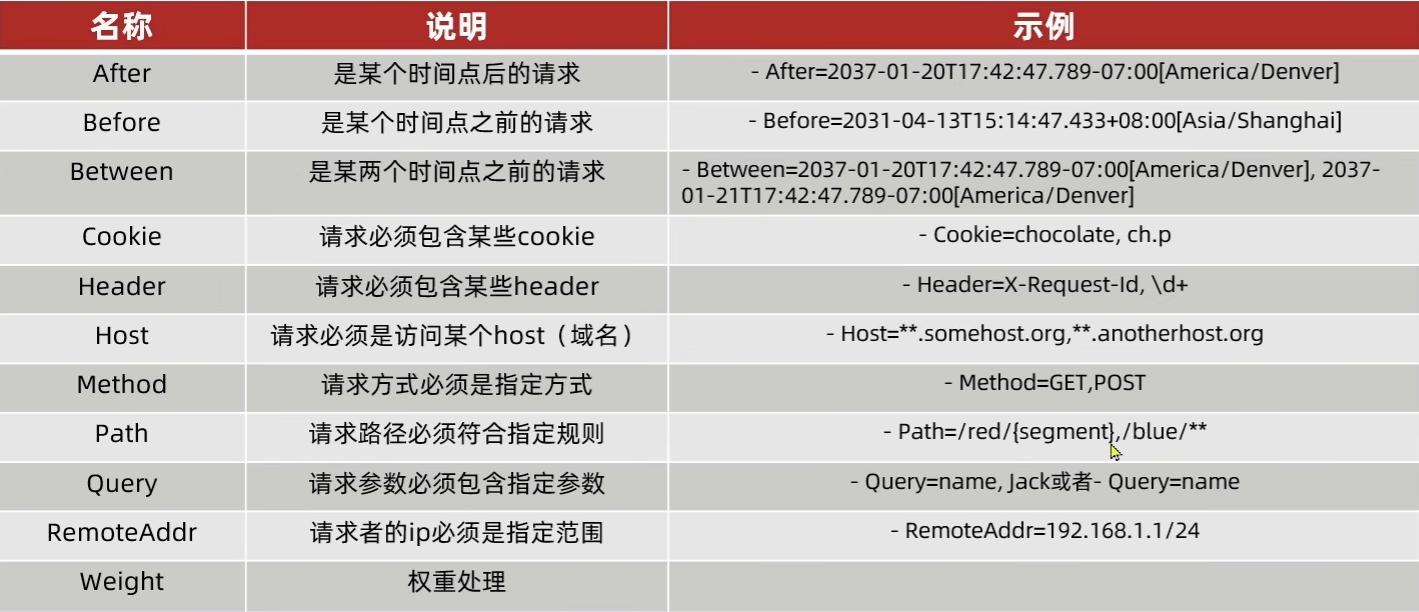 名称 说明 示例
After 是某个时间点后的请求 - After=2037-01-20T17:42:47.789-07:00[America/Denver]
Before 是某个时间点之前的请求 - Before=2031-04-13T15:14:47.433+08:00[Asia/Shanghai]
Between 是某两个时间点之前的请求 - Between=2037-01-20T17:42:47.789-07:00[America/Denver], 2037-
01-21T17:42:47.789-07:00[America/Denver]
Cookie 请求必须包含某些cookie - Cookie=chocolate, ch.p
Header 请求必须包含某些header - Header=X-Request-Id, \d+
Host 请求必须是访问某个host（域名） - Host=**.somehost.org,**.anotherhost.org
Method 请求方式必须是指定方式 - Method=GET,POST
Path 请求路径必须符合指定规则 - Path=/red/{segment},/blue/**
Query 请求参数必须包含指定参数 - Query=name, Jack或者- Query=name
RemoteAddr 请求者的ip必须是指定范围 - RemoteAddr=192.168.1.1/24
Weight 权重处理